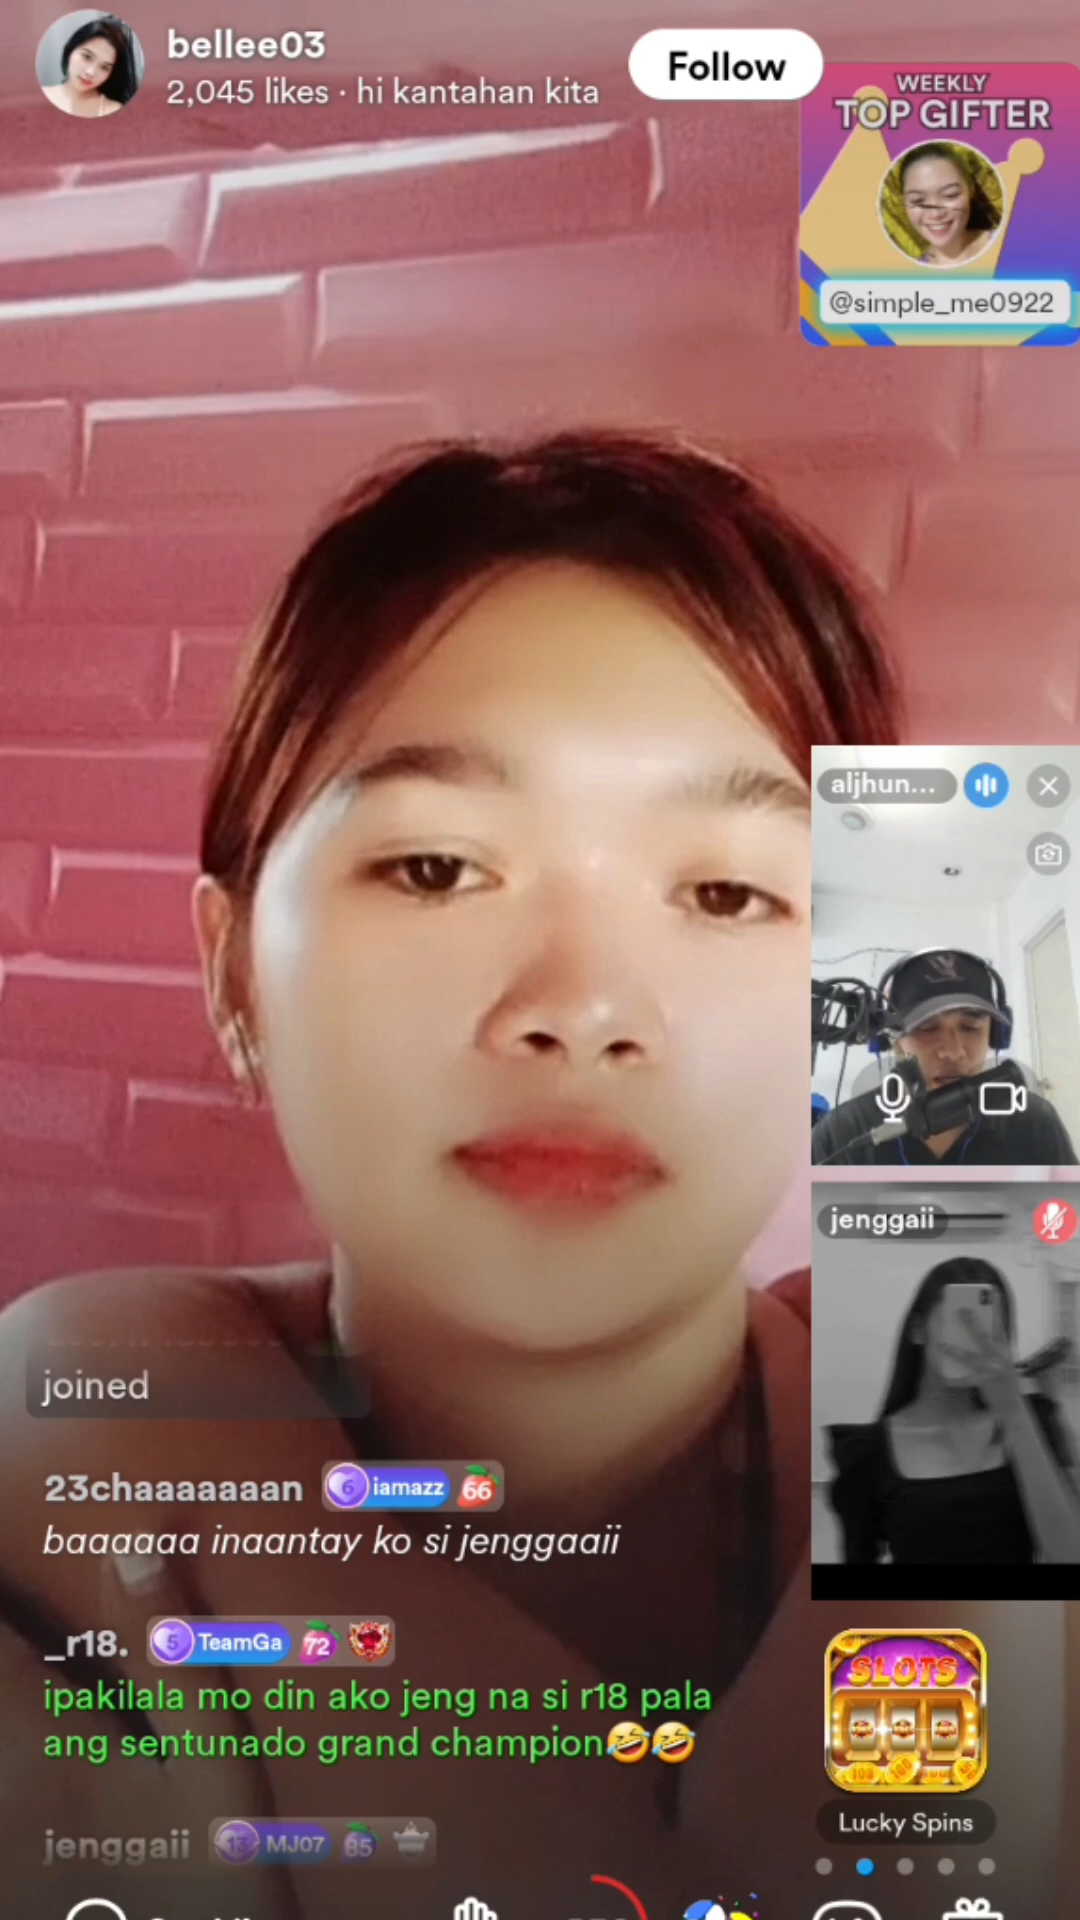 bellee03
2,045 likes · hi kantahan kita
Follow
WEEKLY
TOP GIFTER
@simple_me0922
aljhun...
jenggaii
joined
23chaaaaaaan 6 iamazz 66
baaaaaa inaantay ko si jenggaaii
_r18. 5 TeamGa 72
ipakilala mo din ako jeng na si r18 pala
ang sentunado grand champion🤣🤣
jenggaii 13 MJ07 85
SLOTS
Lucky Spins